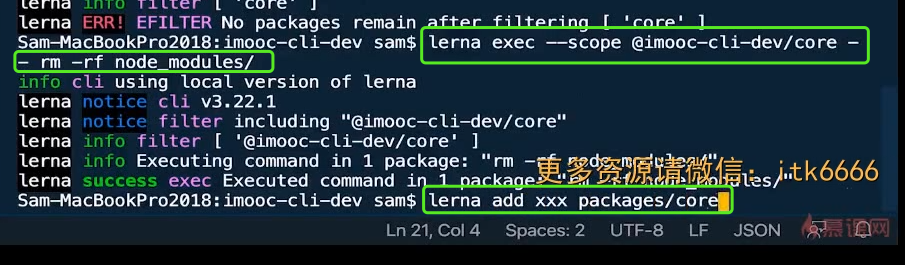 lerna info filter [ 'core' ]
lerna ERR! EFILTER No packages remain after filtering [ 'core' ]
Sam-MacBookPro2018:imooc-cli-dev sam$ lerna exec --scope @imooc-cli-dev/core -
- rm -rf node_modules/
info cli using local version of lerna
lerna notice cli v3.22.1
lerna notice filter including "@imooc-cli-dev/core"
lerna info filter [ '@imooc-cli-dev/core' ]
lerna info Executing command in 1 package: "rm -rf node_modules/"
lerna success exec Executed command in 1 package: "rm -rf node_modules/"
更多资源请微信：itk6666
Sam-MacBookPro2018:imooc-cli-dev sam$ lerna add xxx packages/core
Ln 21, Col 4 Spaces: 2 UTF-8 LF JSON
慕课网